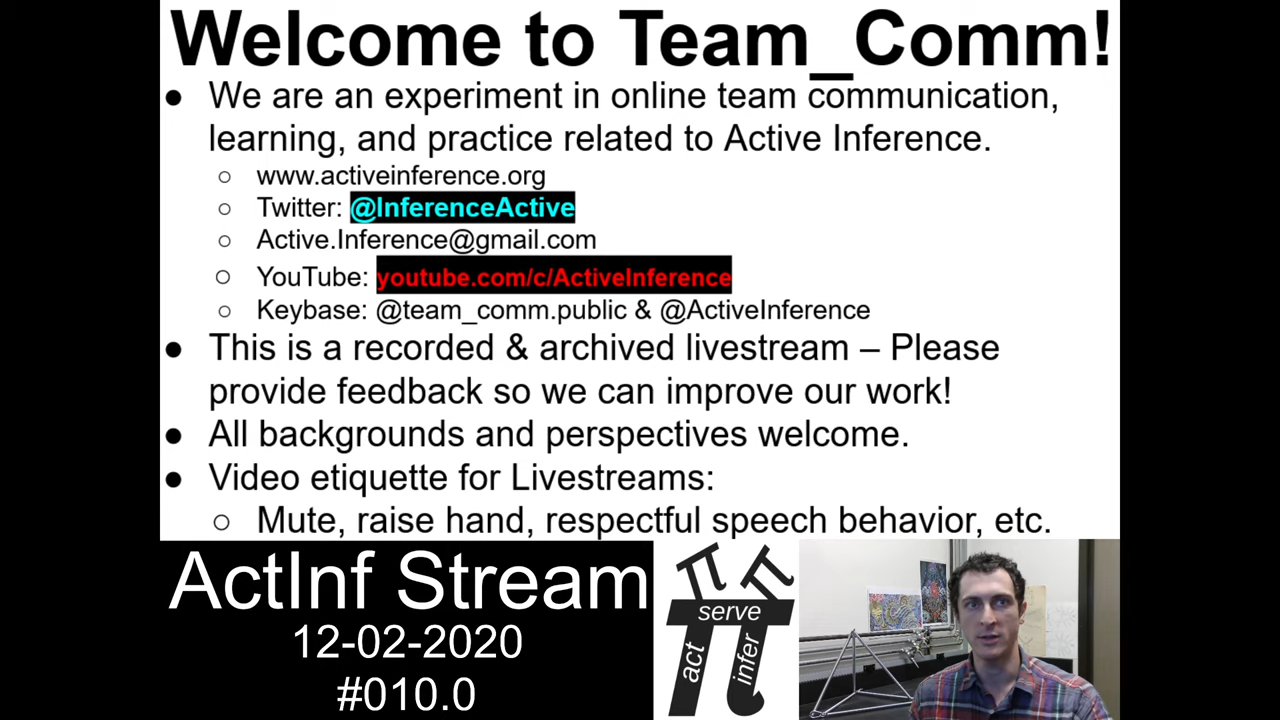 Welcome to Team_Comm!
● We are an experiment in online team communication,
learning, and practice related to Active Inference.
○ www.activeinference.org
○ Twitter: @InferenceActive
○ Active.Inference@gmail.com
○ YouTube: youtube.com/c/ActiveInference
○ Keybase: @team_comm.public & @ActiveInference
● This is a recorded & archived livestream – Please
provide feedback so we can improve our work!
● All backgrounds and perspectives welcome.
● Video etiquette for Livestreams:
○ Mute, raise hand, respectful speech behavior, etc.
ActInf Stream
12-02-2020
#010.0
serve
act
infer